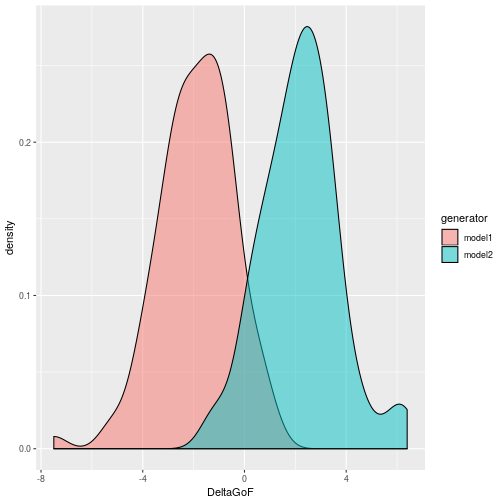 0.2
0.1
0.0
density
-8 -4 0 4
DeltaGoF
generator
model1
model2